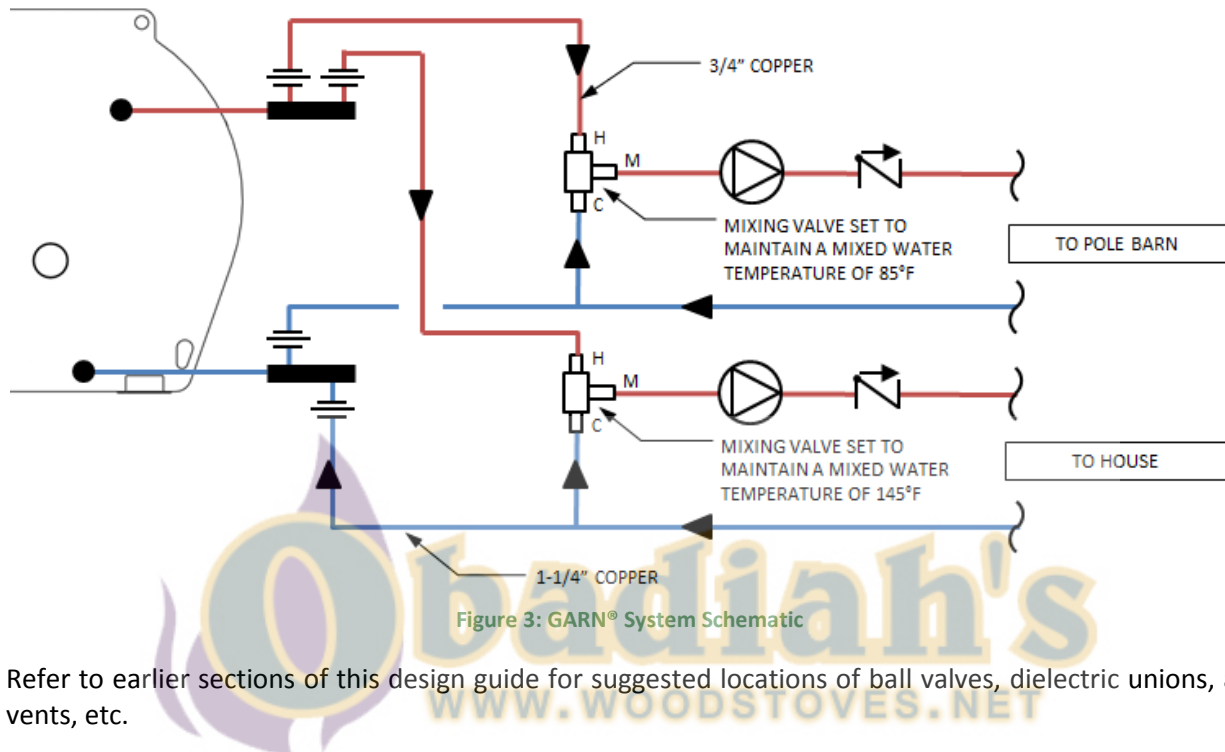 3/4" COPPER
H
M
C
MIXING VALVE SET TO
MAINTAIN A MIXED WATER
TEMPERATURE OF 85°F
TO POLE BARN
H
M
C
MIXING VALVE SET TO
MAINTAIN A MIXED WATER
TEMPERATURE OF 145°F
TO HOUSE
1-1/4" COPPER
Obadiah's
Figure 3: GARN® System Schematic
Refer to earlier sections of this design guide for suggested locations of ball valves, dielectric unions,
vents, etc.
WWW.WOODSTOVES.NET